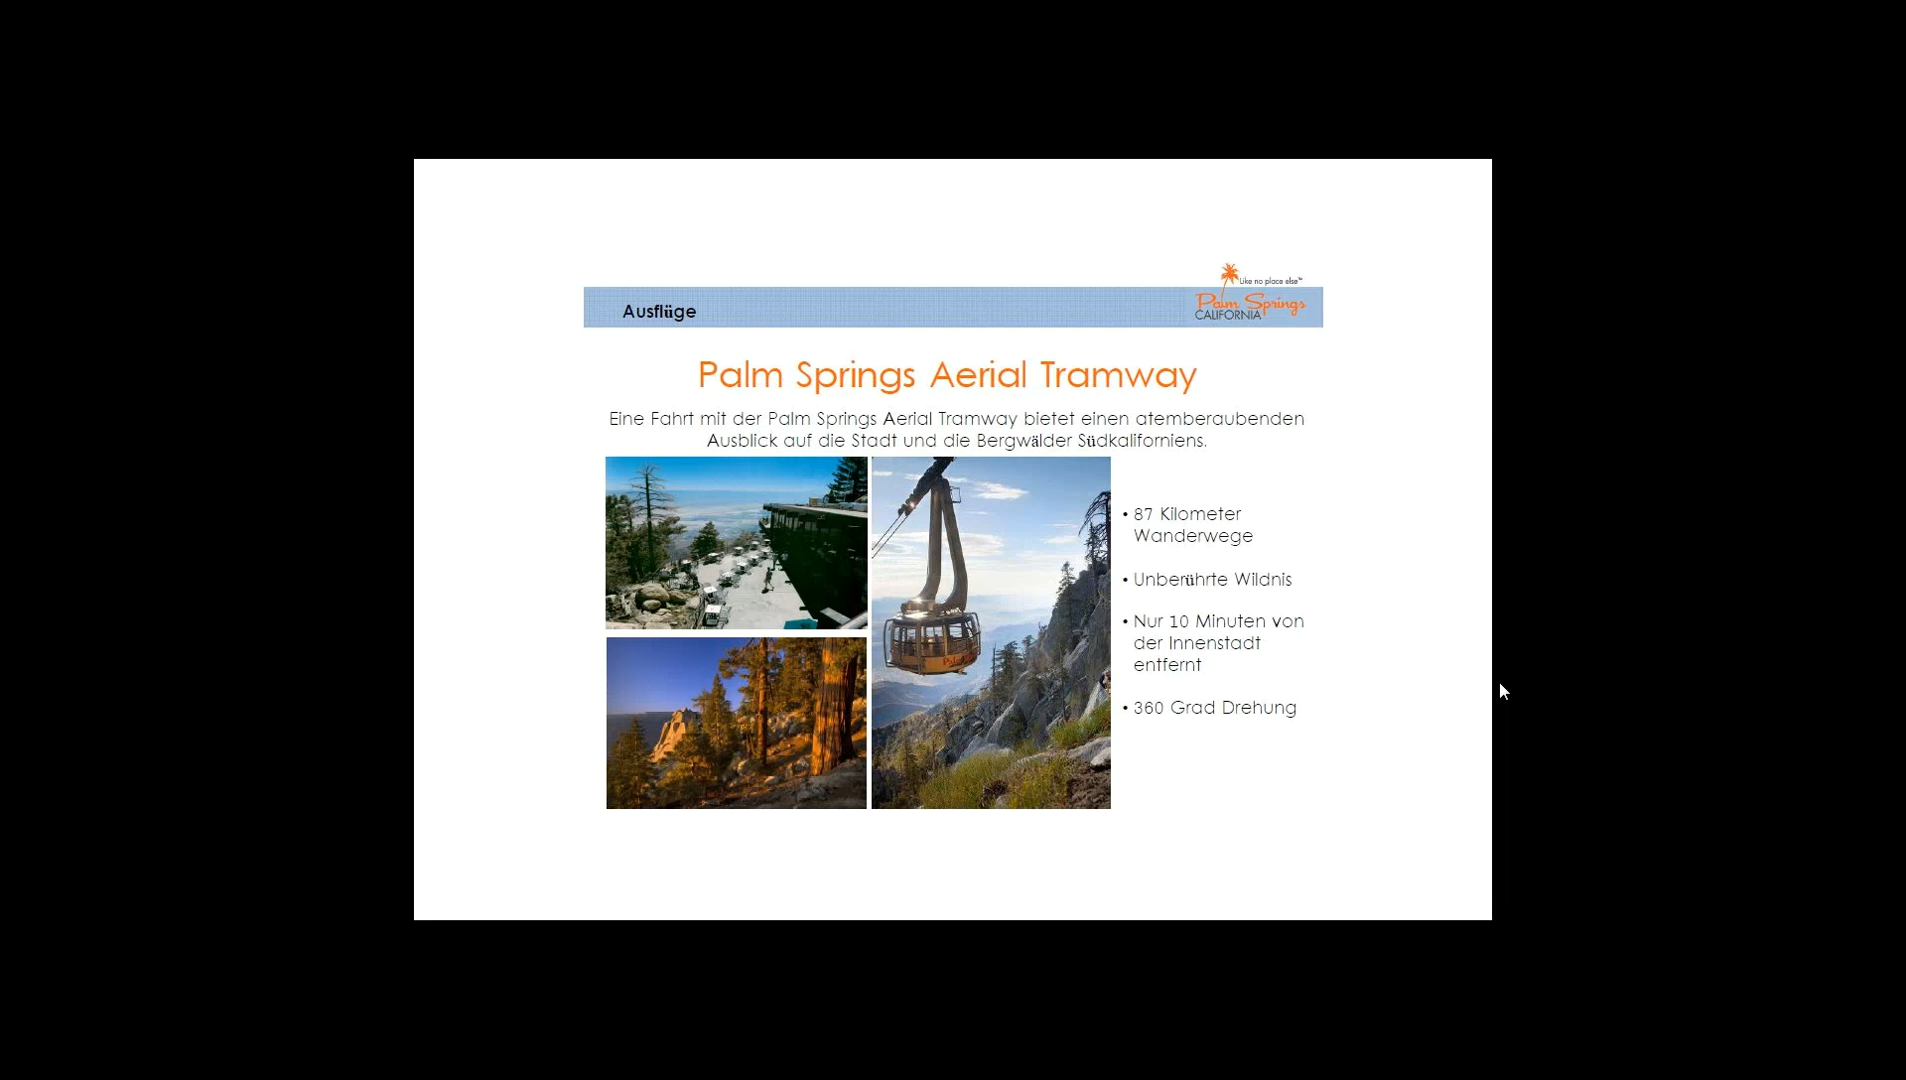 Like no place else™
Ausflüge
Palm Springs
CALIFORNIA
Palm Springs Aerial Tramway
Eine Fahrt mit der Palm Springs Aerial Tramway bietet einen atemberaubenden
Ausblick auf die Stadt und die Bergwälder Südkaliforniens.
• 87 Kilometer
Wanderwege
• Unberührte Wildnis
• Nur 10 Minuten von
der Innenstadt
entfernt
• 360 Grad Drehung